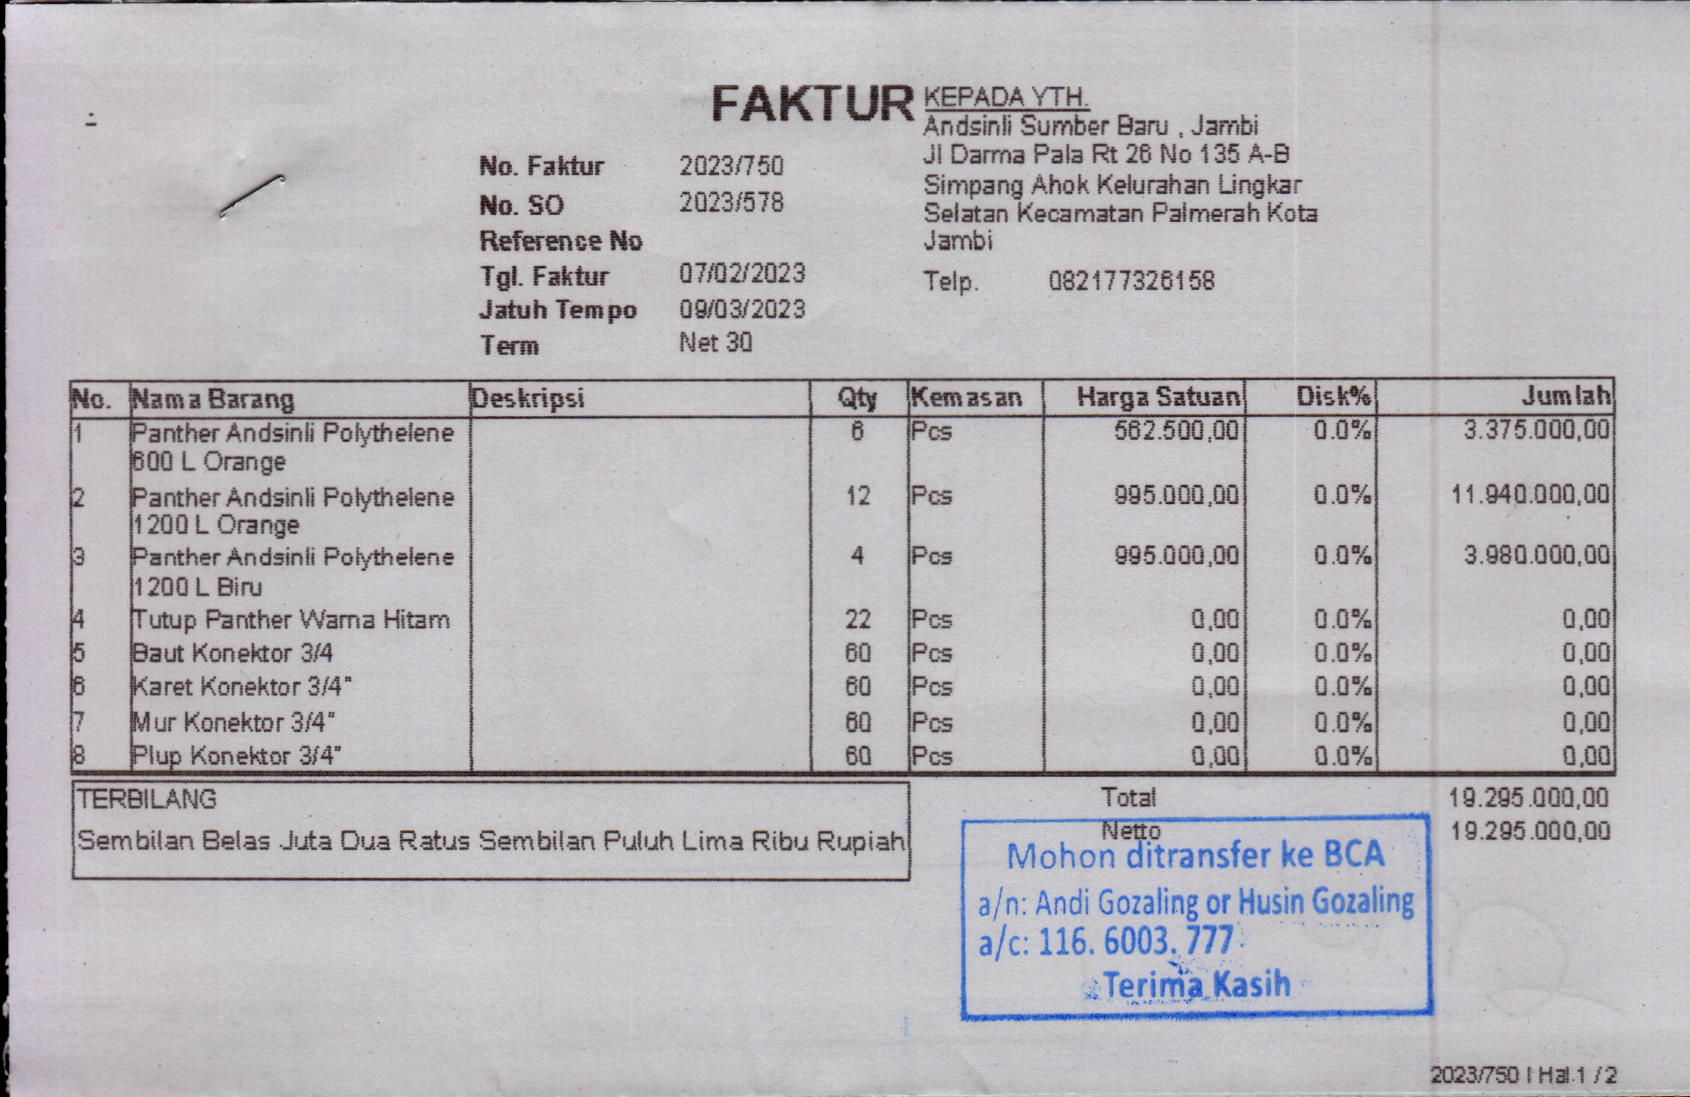 FAKTUR
No. Faktur 2023/750
No. SO 2023/578
Reference No
Tgl. Faktur 07/02/2023
Jatuh Tempo 09/03/2023
Term Net 30
KEPADA YTH.
Andsinli Sumber Baru , Jambi
Jl Darma Pala Rt 26 No 135 A-B
Simpang Ahok Kelurahan Lingkar
Selatan Kecamatan Palmerah Kota
Jambi
Telp. 082177326158
No. Nama Barang Deskripsi Qty Kemasan Harga Satuan Disk% Jumlah
1 Panther Andsinli Polythelene 6 Pcs 562.500,00 0.0% 3.375.000,00
600 L Orange
2 Panther Andsinli Polythelene 12 Pcs 995.000,00 0.0% 11.940.000,00
1200 L Orange
3 Panther Andsinli Polythelene 4 Pcs 995.000,00 0.0% 3.980.000,00
1200 L Biru
4 Tutup Panther Warna Hitam 22 Pcs 0,00 0.0% 0,00
5 Baut Konektor 3/4 60 Pcs 0,00 0.0% 0,00
6 Karet Konektor 3/4" 60 Pcs 0,00 0.0% 0,00
7 Mur Konektor 3/4" 60 Pcs 0,00 0.0% 0,00
8 Plup Konektor 3/4" 60 Pcs 0,00 0.0% 0,00
TERBILANG
Sembilan Belas Juta Dua Ratus Sembilan Puluh Lima Ribu Rupiah
Total 19.295.000,00
Netto 19.295.000,00
Mohon ditransfer ke BCA
a/n: Andi Gozaling or Husin Gozaling
a/c: 116. 6003. 777
Terima Kasih
2023/750 | Hal.1 / 2